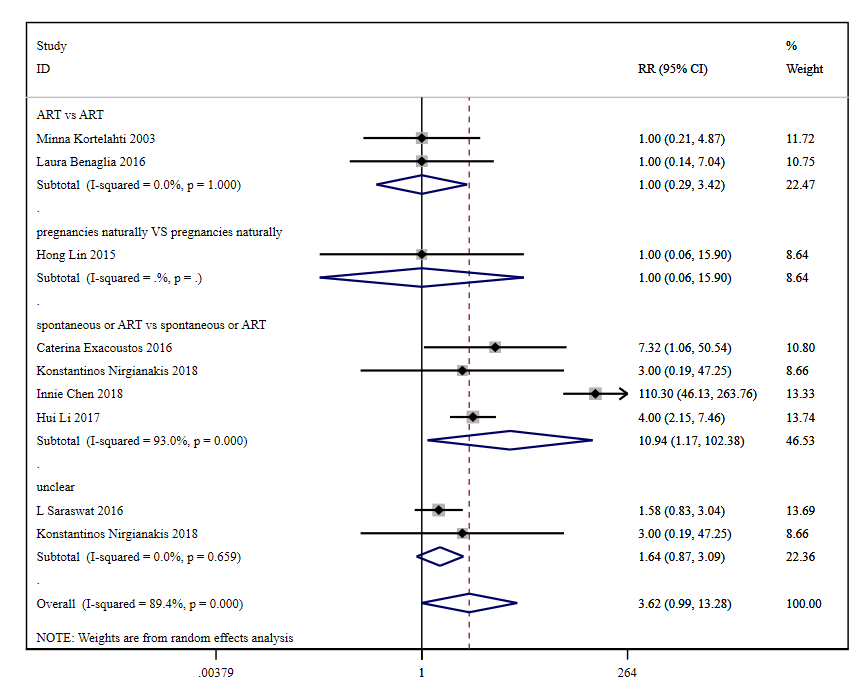 Study %
ID RR (95% CI) Weight
ART vs ART
Minna Kortelahti 2003 1.00 (0.21, 4.87) 11.72
Laura Benaglia 2016 1.00 (0.14, 7.04) 10.75
Subtotal (I-squared = 0.0%, p = 1.000) 1.00 (0.29, 3.42) 22.47
.
pregnancies naturally VS pregnancies naturally
Hong Lin 2015 1.00 (0.06, 15.90) 8.64
Subtotal (I-squared = .%, p = .) 1.00 (0.06, 15.90) 8.64
.
spontaneous or ART vs spontaneous or ART
Caterina Exacoustos 2016 7.32 (1.06, 50.54) 10.80
Konstantinos Nirgianakis 2018 3.00 (0.19, 47.25) 8.66
Innie Chen 2018 110.30 (46.13, 263.76) 13.33
Hui Li 2017 4.00 (2.15, 7.46) 13.74
Subtotal (I-squared = 93.0%, p = 0.000) 10.94 (1.17, 102.38) 46.53
.
unclear
L Saraswat 2016 1.58 (0.83, 3.04) 13.69
Konstantinos Nirgianakis 2018 3.00 (0.19, 47.25) 8.66
Subtotal (I-squared = 0.0%, p = 0.659) 1.64 (0.87, 3.09) 22.36
.
Overall (I-squared = 89.4%, p = 0.000) 3.62 (0.99, 13.28) 100.00
NOTE: Weights are from random effects analysis
.00379 1 264